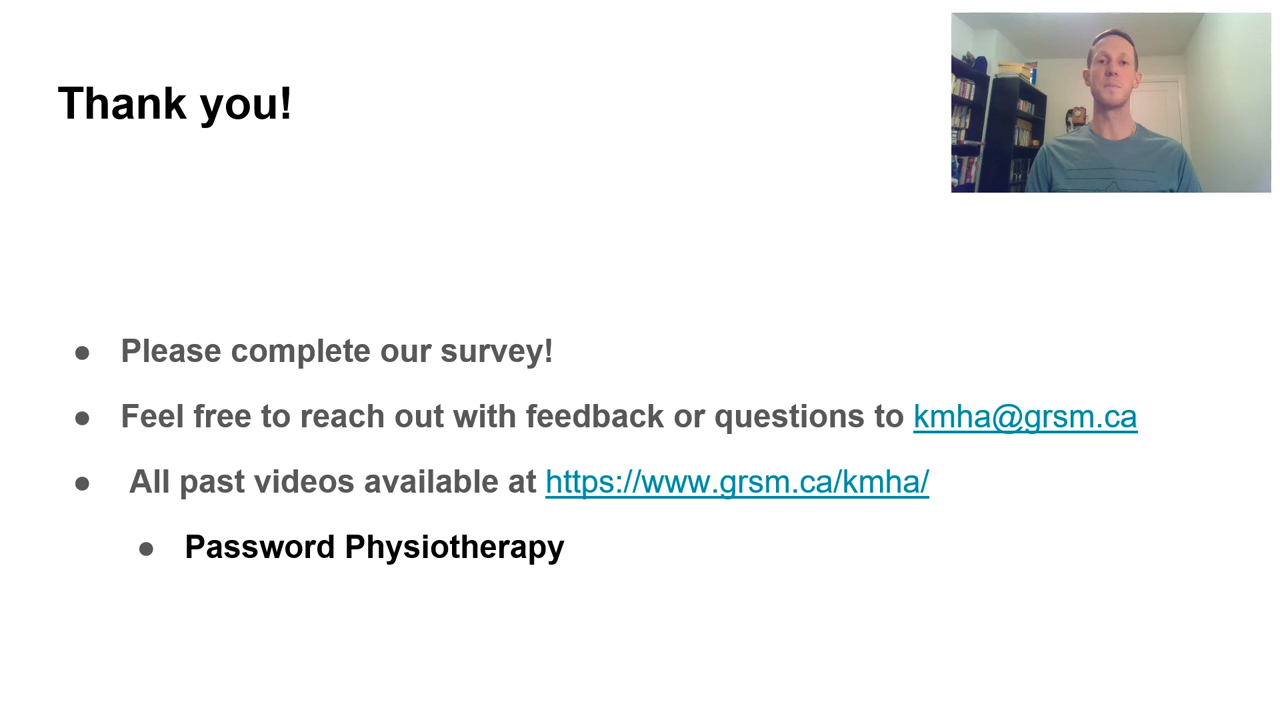 Thank you!
Please complete our survey!
Feel free to reach out with feedback or questions to kmha@grsm.ca
All past videos available at https://www.grsm.ca/kmha/
Password Physiotherapy